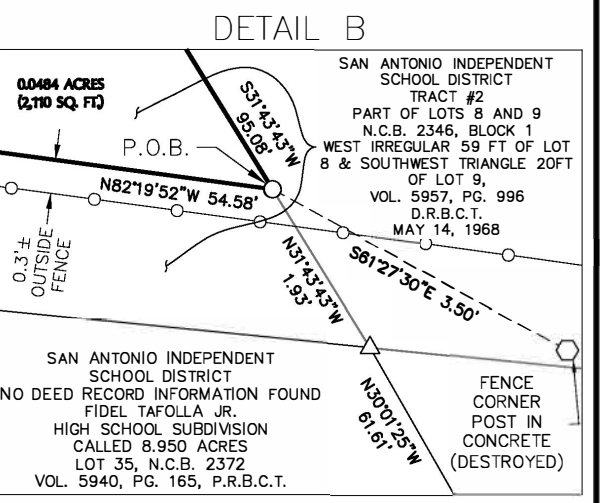 DETAIL B
0.0484 ACRES
(2,110 SQ. FT.)
P.O.B.
S31°43'43"W
95.08'
SAN ANTONIO INDEPENDENT
SCHOOL DISTRICT
TRACT #2
PART OF LOTS 8 AND 9
N.C.B. 2346, BLOCK 1
WEST IRREGULAR 59 FT OF LOT
8 & SOUTHWEST TRIANGLE 20FT
OF LOT 9,
VOL. 5957, PG. 996
D.R.B.C.T.
MAY 14, 1968
N82°19'52"W 54.58'
0.3'±
OUTSIDE
FENCE
N31°43'43"W
1.93'
S61°27'30"E 3.50'
SAN ANTONIO INDEPENDENT
SCHOOL DISTRICT
NO DEED RECORD INFORMATION FOUND
FIDEL TAFOLLA JR.
HIGH SCHOOL SUBDIVISION
CALLED 8.950 ACRES
LOT 35, N.C.B. 2372
VOL. 5940, PG. 165, P.R.B.C.T.
N30°01'25"W
61.61'
FENCE
CORNER
POST IN
CONCRETE
(DESTROYED)